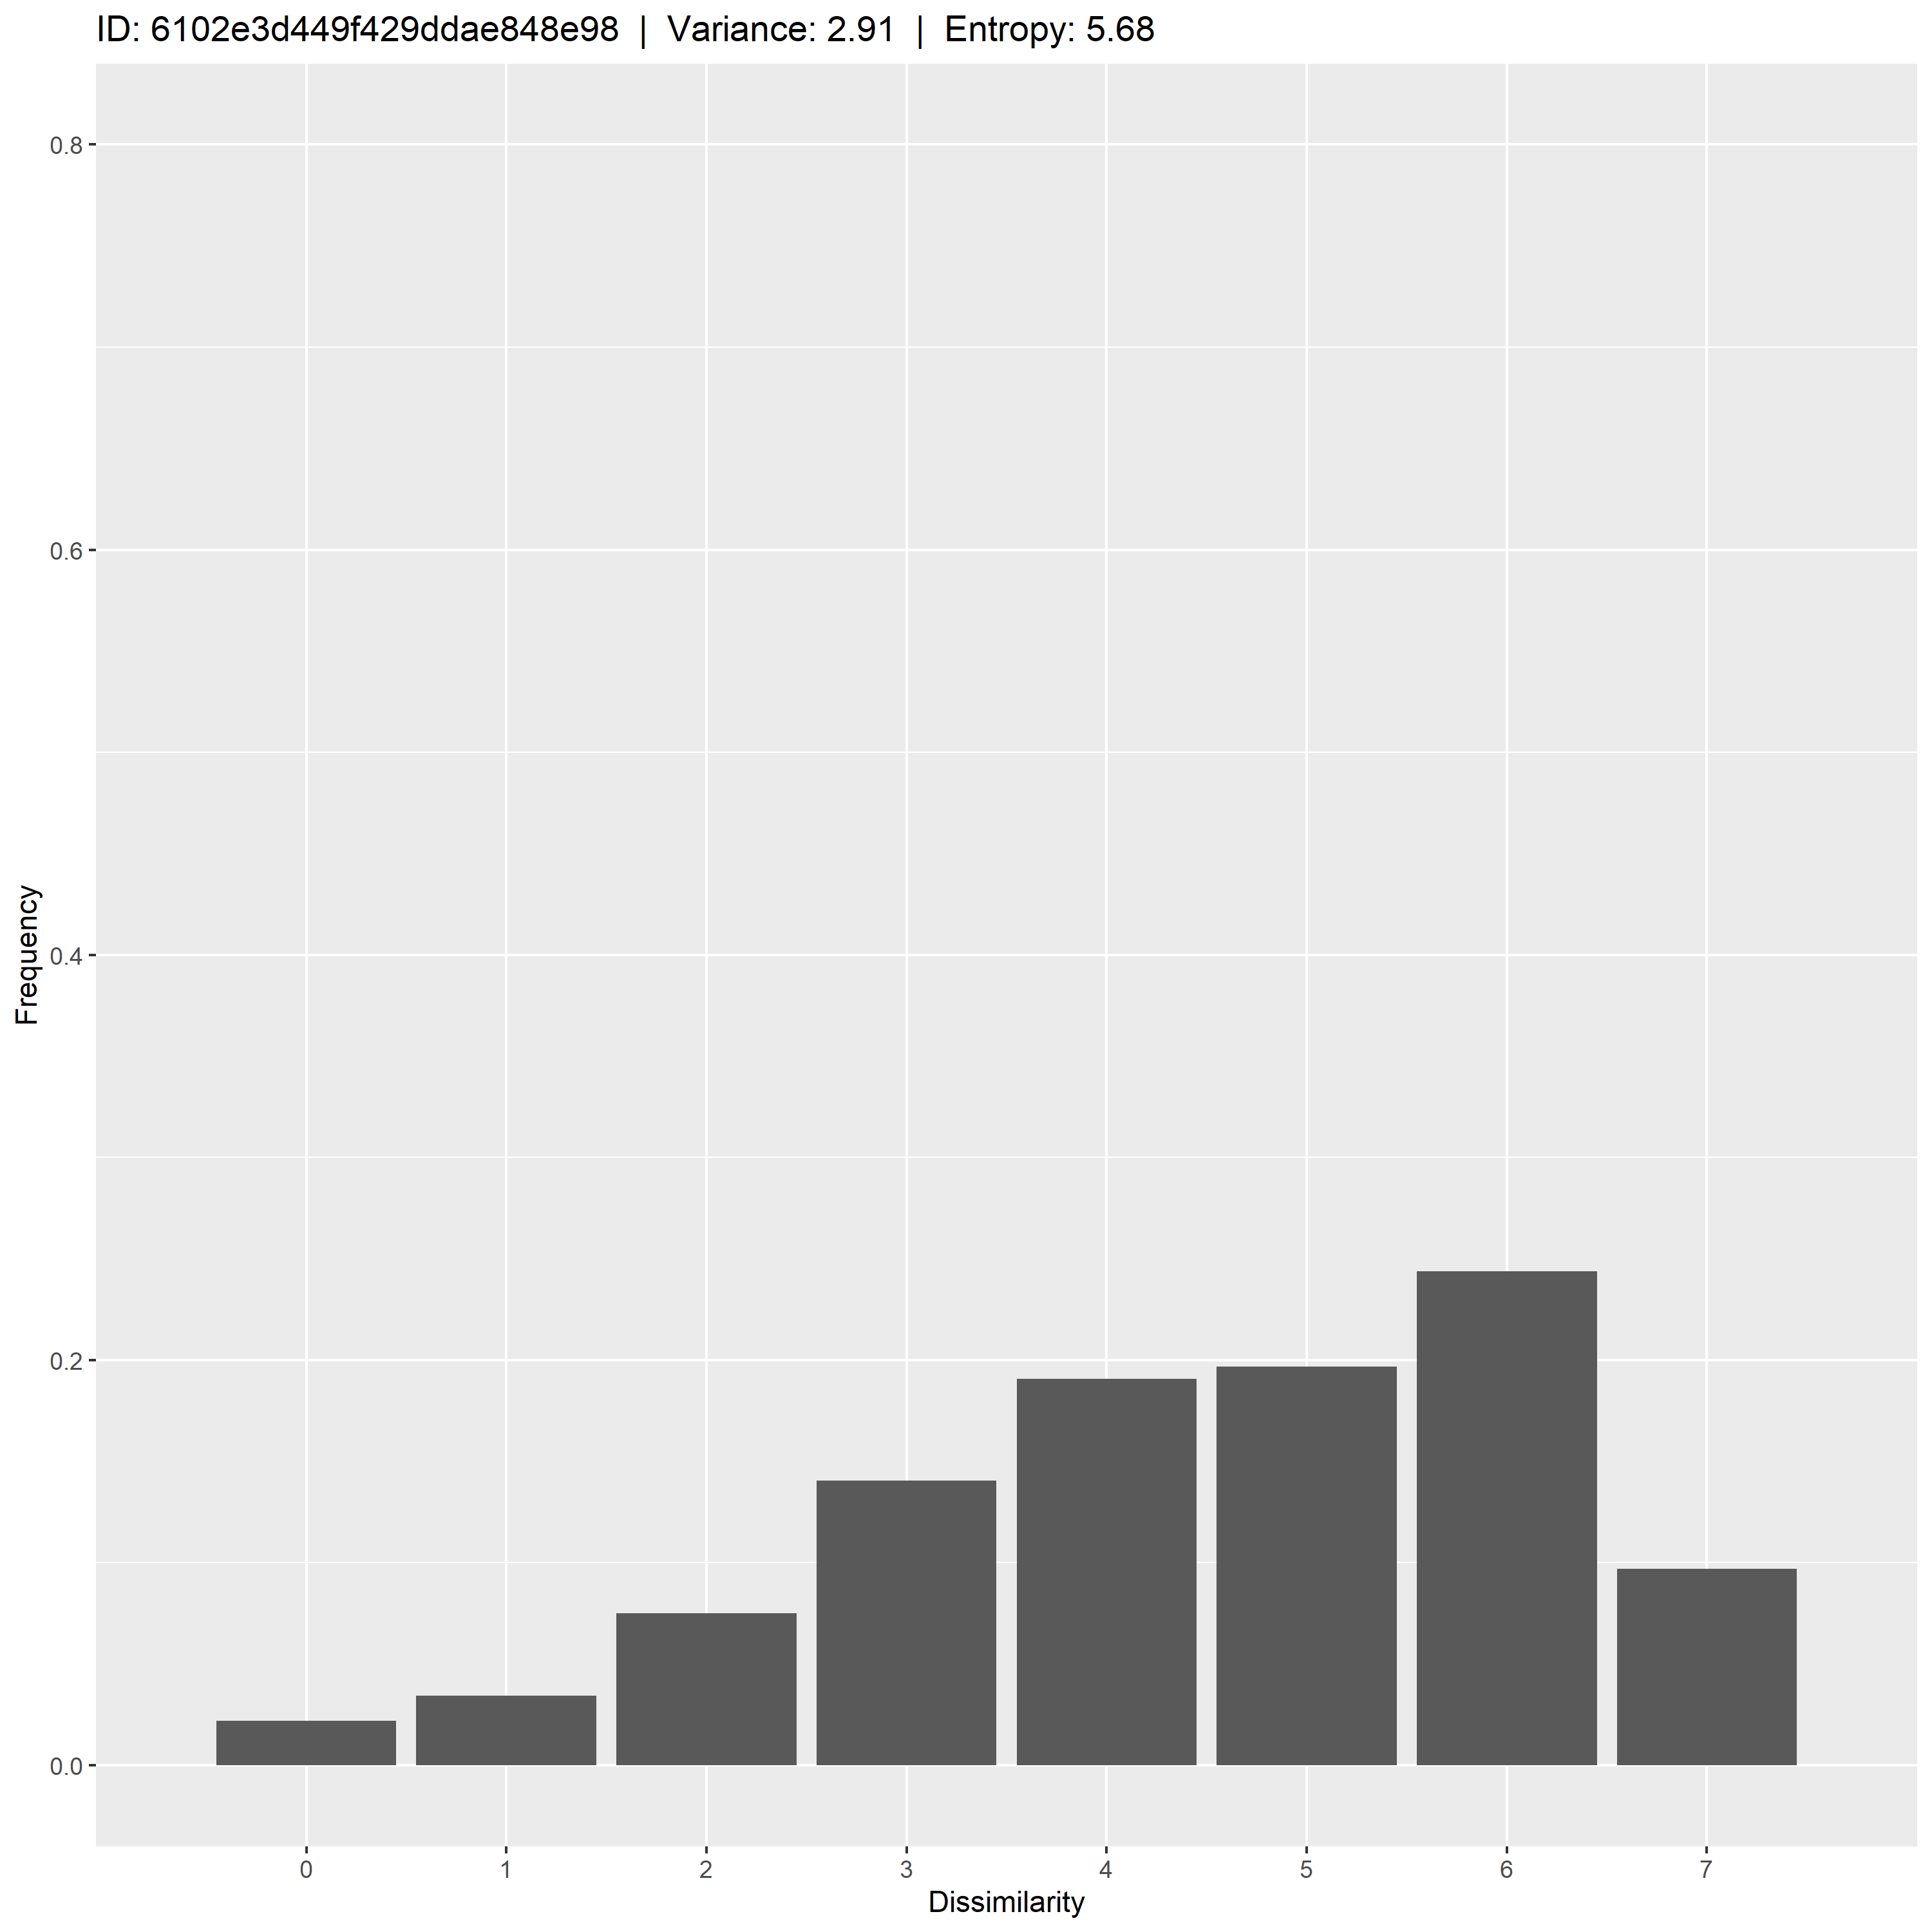 ID: 6102e3d449f429ddae848e98 | Variance: 2.91 | Entropy: 5.68
0.8
0.6
0.4
0.2
0.0
Frequency
0 1 2 3 4 5 6 7
Dissimilarity